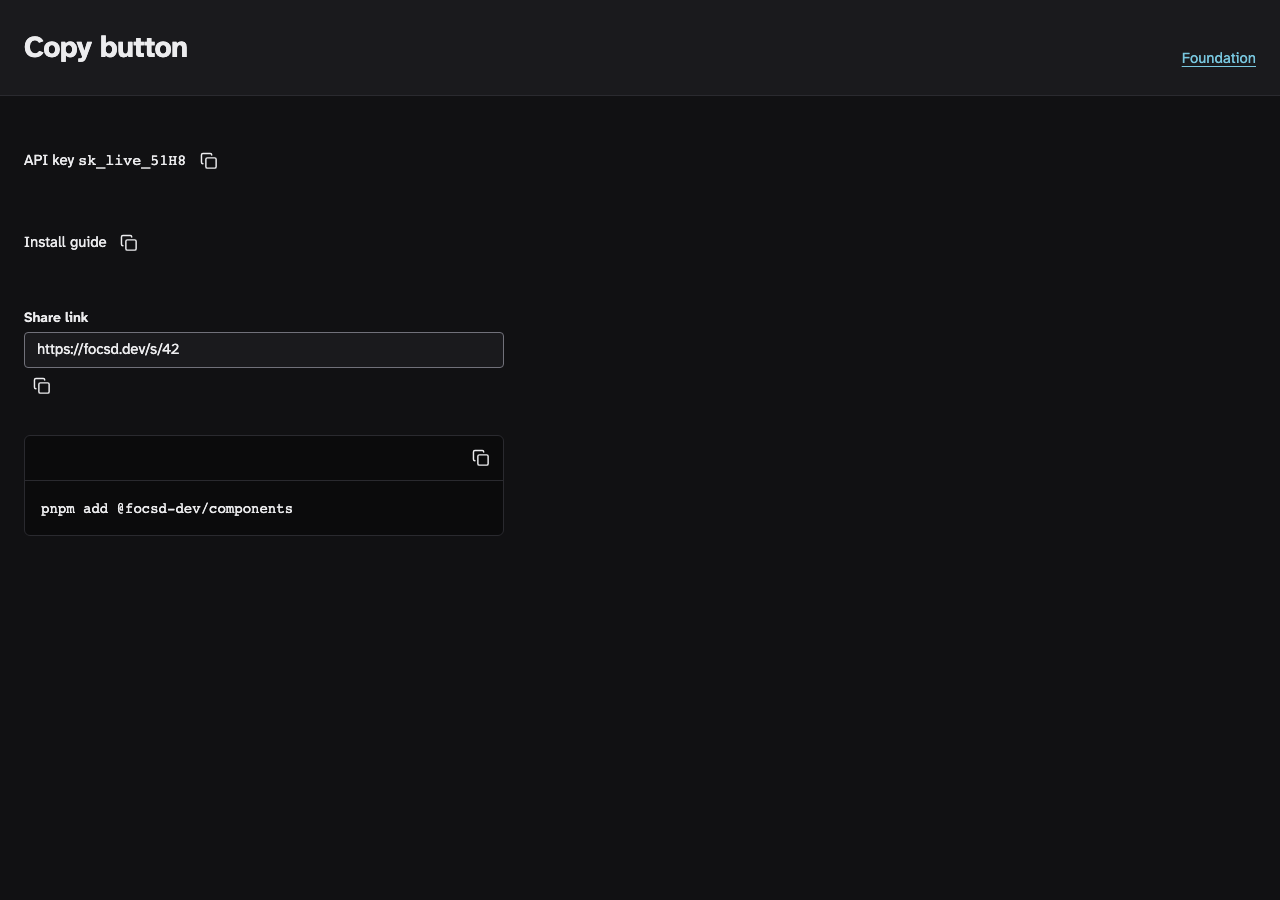 Copy button
Foundation
API key sk_live_51H8
Install guide
Share link
https://focsd.dev/s/42
pnpm add @focsd-dev/components